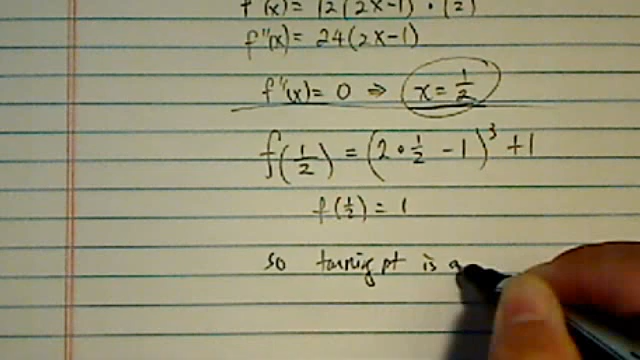 f''(x) = 12(2x-1) · (2)
f''(x) = 24(2x-1)
f''(x) = 0 ⇒ x = 1/2
f(1/2) = (2 · 1/2 - 1)³ + 1
f(1/2) = 1
so turning pt is a